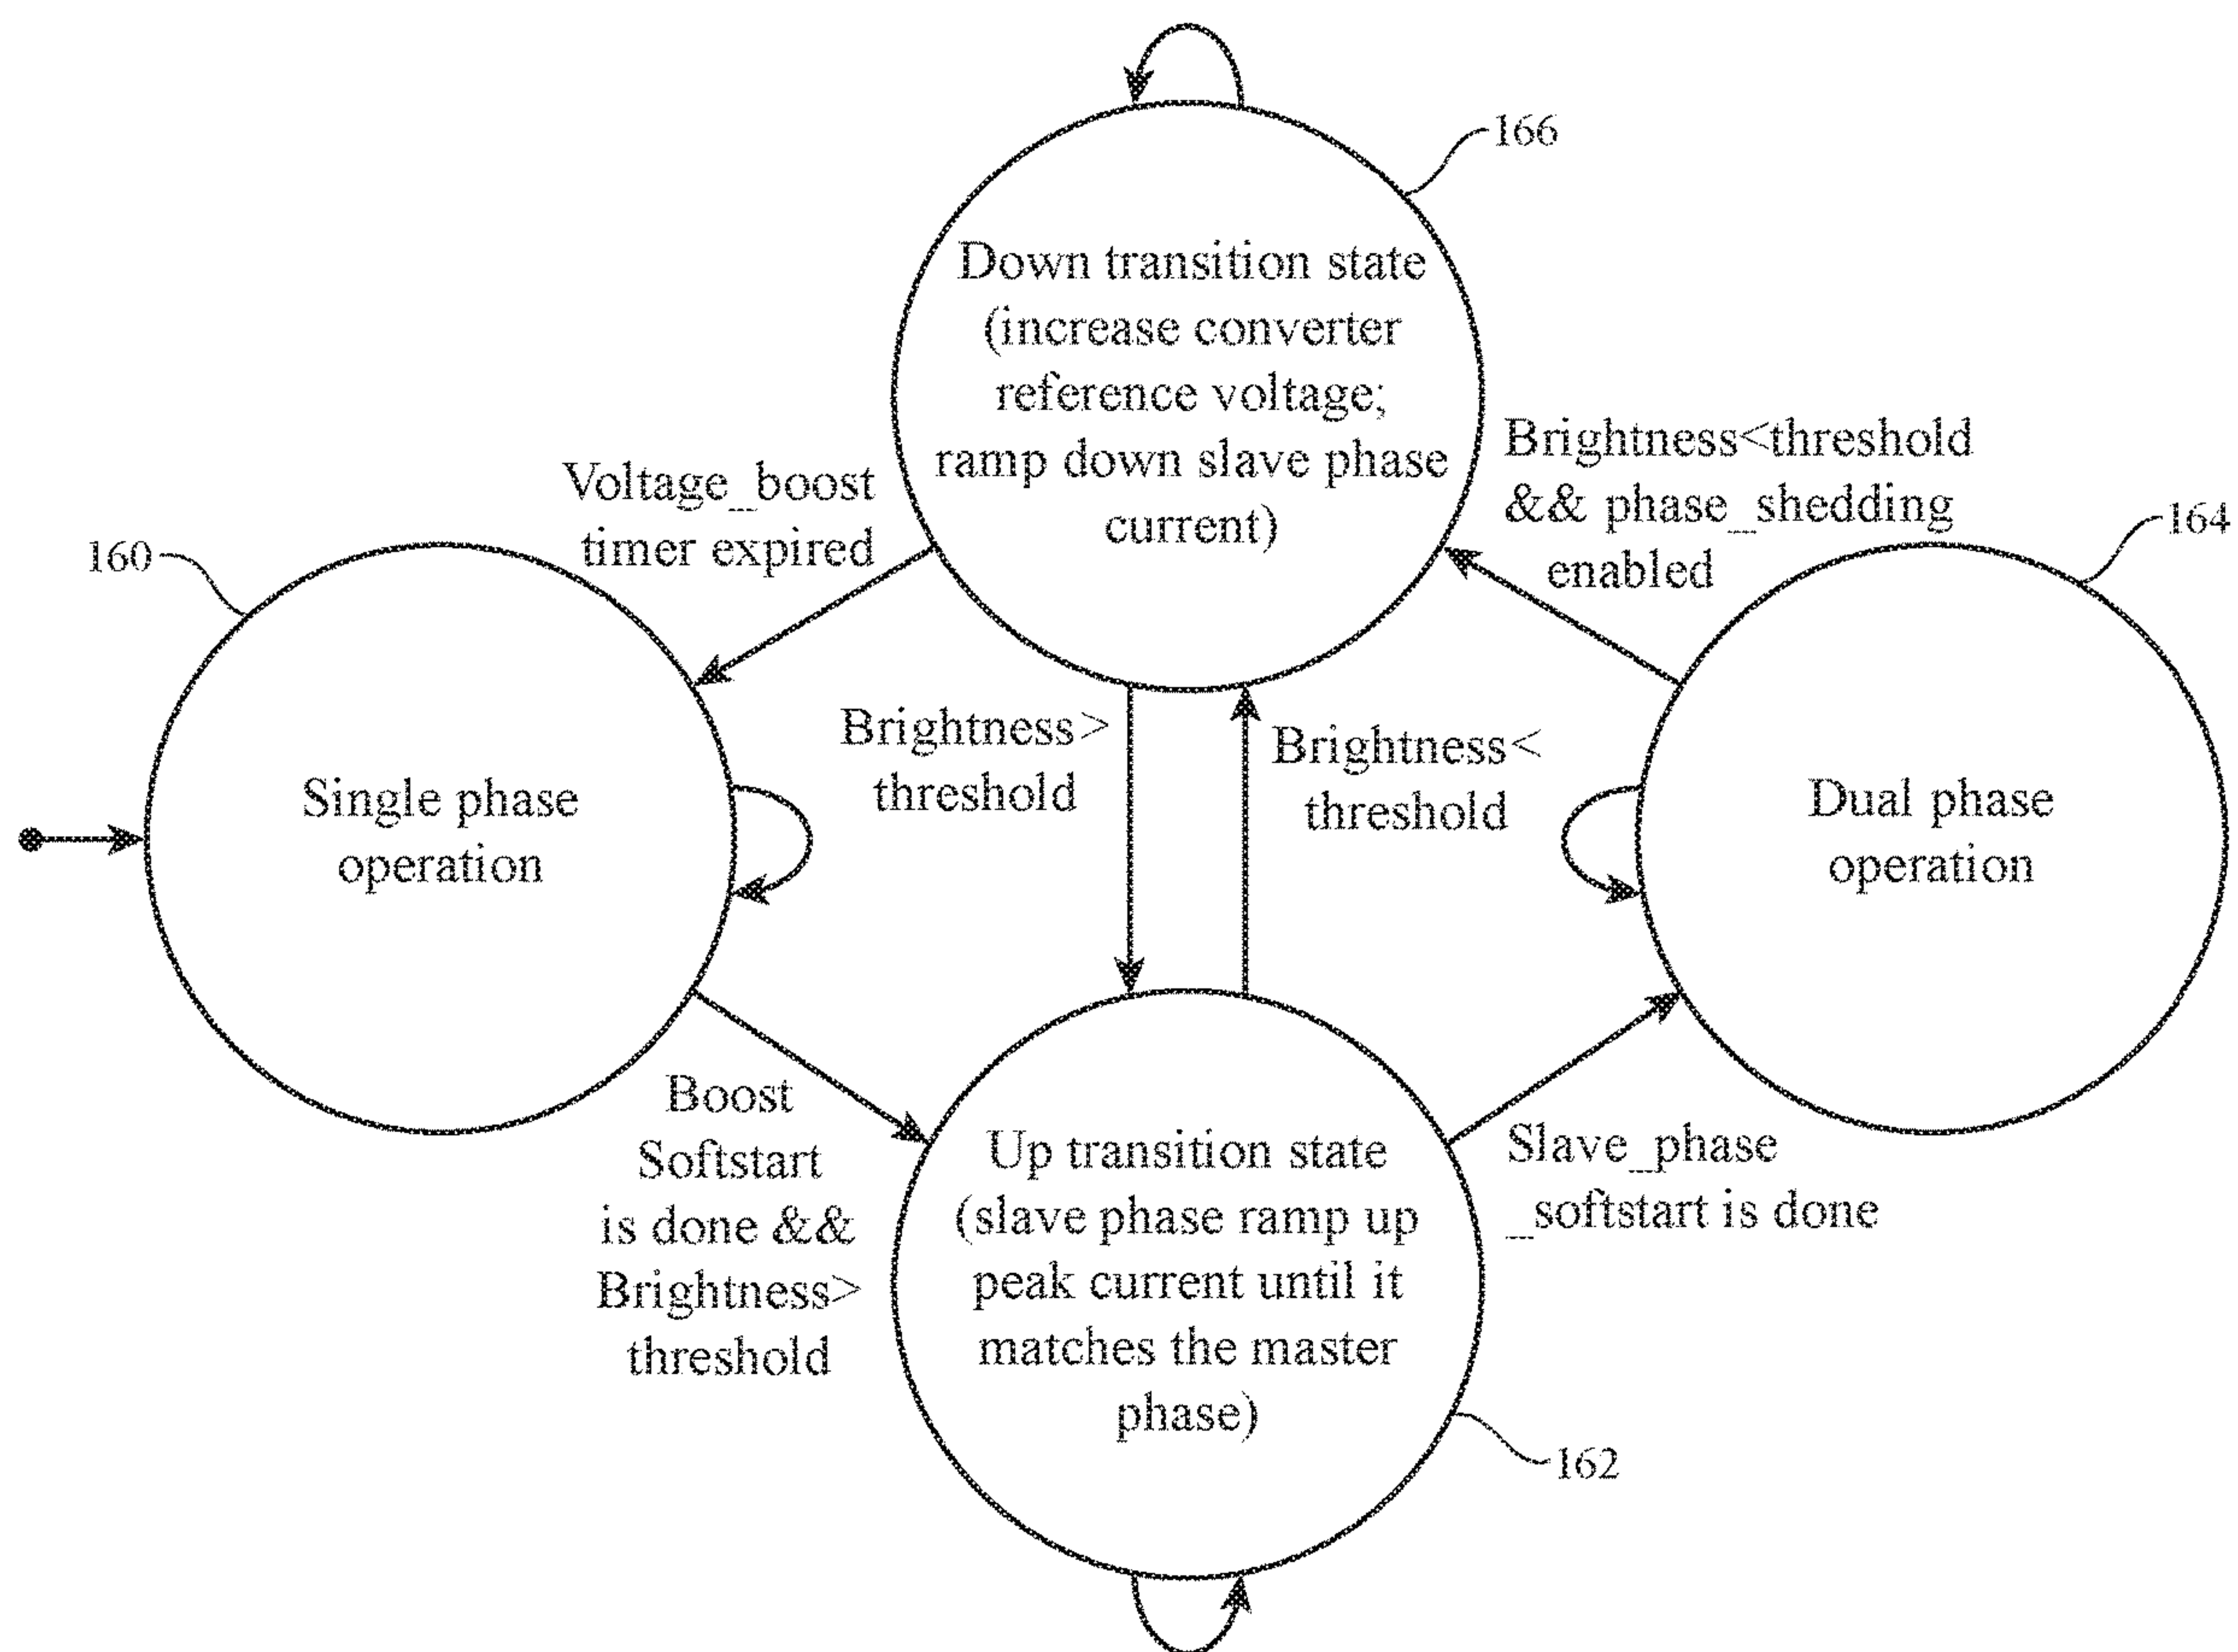 166
Down transition state
(increase converter
reference voltage;
ramp down slave phase
current)
Voltage_boost
timer expired
Brightness<threshold
&& phase_shedding
enabled
160
164
Brightness>
threshold
Brightness<
threshold
Single phase
operation
Dual phase
operation
Boost
Softstart
is done &&
Brightness>
threshold
Up transition state
(slave phase ramp up
peak current until it
matches the master
phase)
Slave_phase
_softstart is done
162